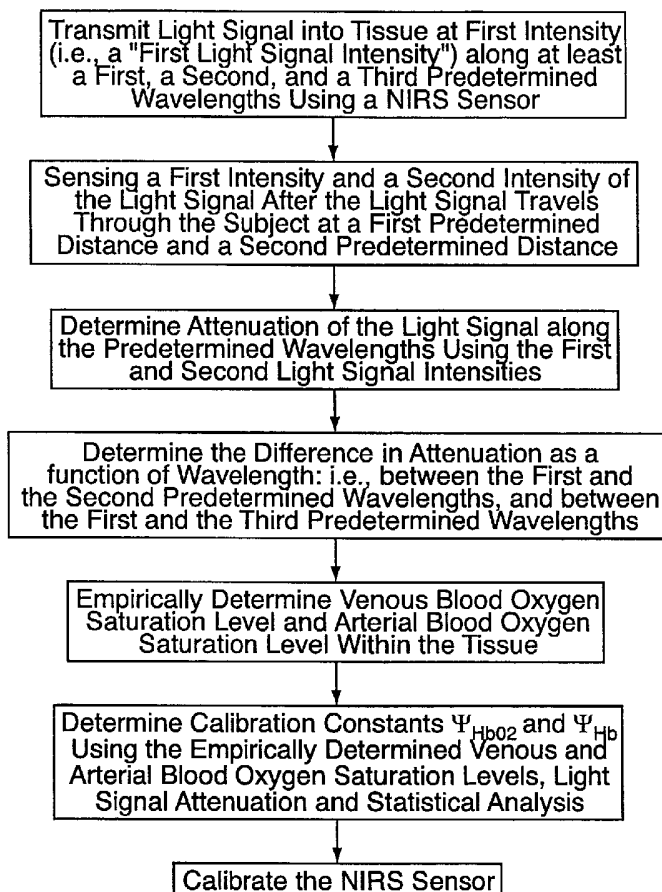 Transmit Light Signal into Tissue at First Intensity
(i.e., a "First Light Signal Intensity") along at least
a First, a Second, and a Third Predetermined
Wavelengths Using a NIRS Sensor
Sensing a First Intensity and a Second Intensity of
the Light Signal After the Light Signal Travels
Through the Subject at a First Predetermined
Distance and a Second Predetermined Distance
Determine Attenuation of the Light Signal along
the Predetermined Wavelengths Using the First
and Second Light Signal Intensities
Determine the Difference in Attenuation as a
function of Wavelength: i.e., between the First and
the Second Predetermined Wavelengths, and between
the First and the Third Predetermined Wavelengths
Empirically Determine Venous Blood Oxygen
Saturation Level and Arterial Blood Oxygen
Saturation Level Within the Tissue
Determine Calibration Constants Ψ_Hb02 and Ψ_Hb
Using the Empirically Determined Venous and
Arterial Blood Oxygen Saturation Levels, Light
Signal Attenuation and Statistical Analysis
Calibrate the NIRS Sensor